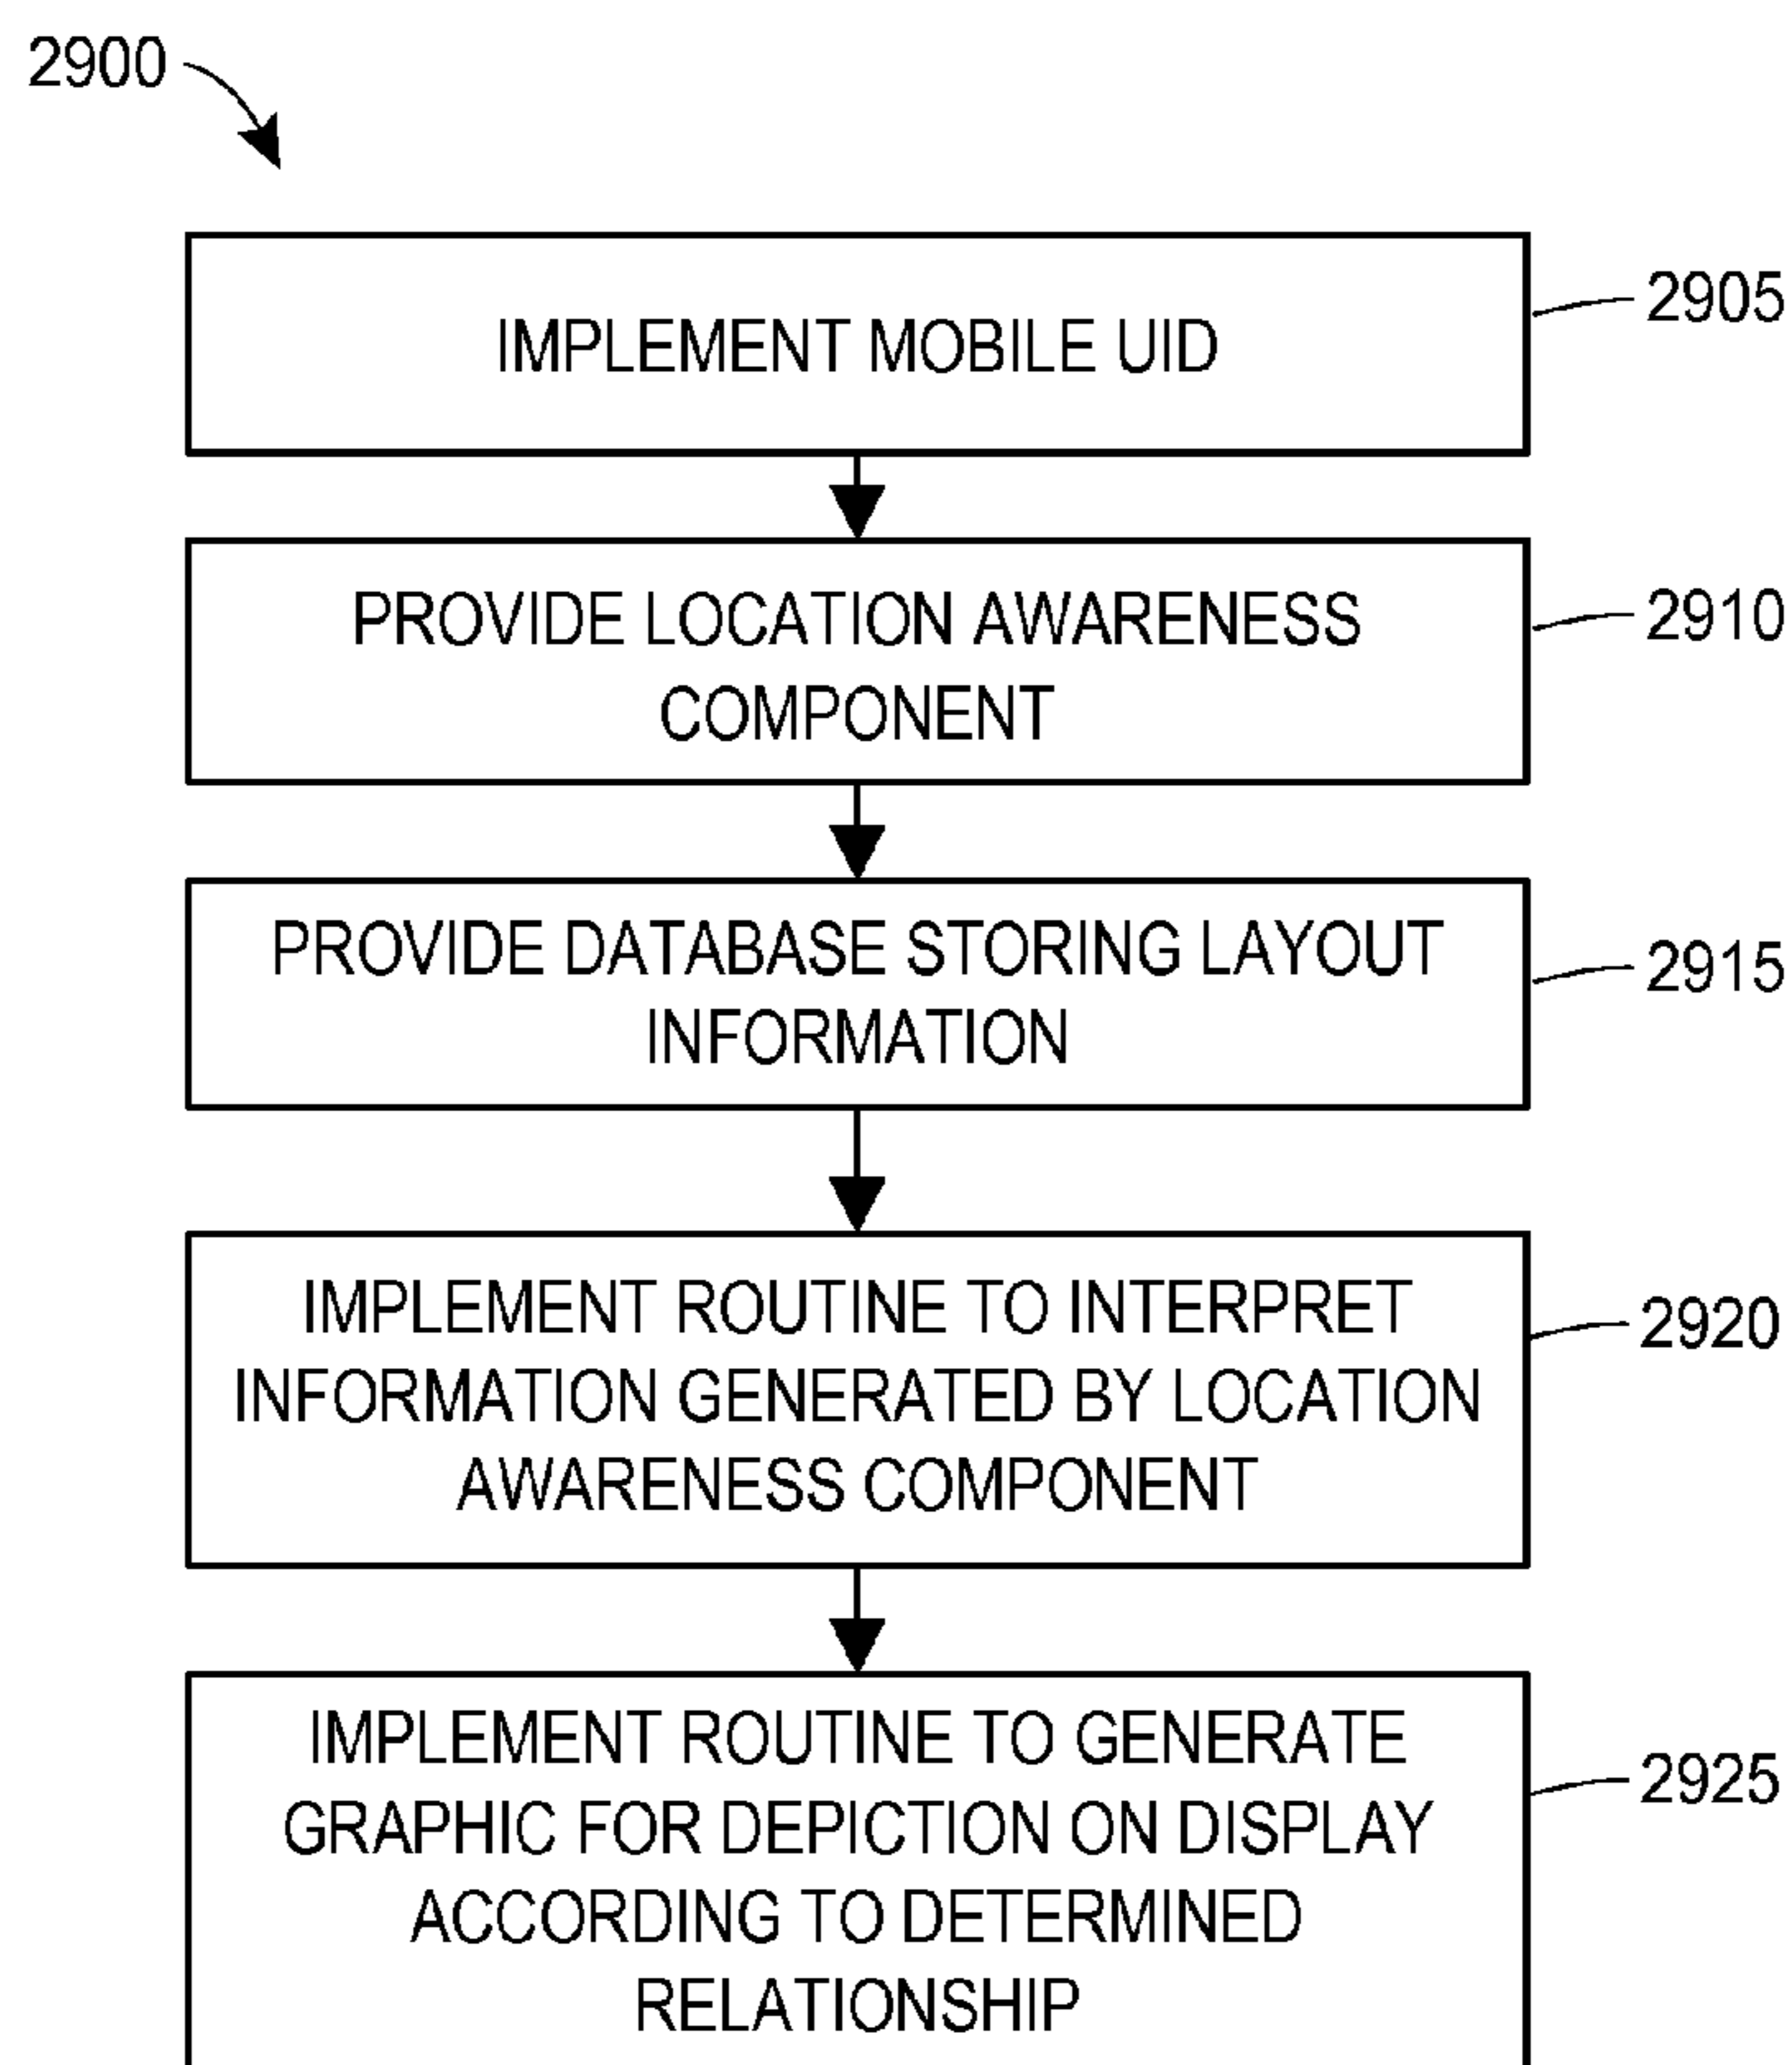 2900
IMPLEMENT MOBILE UID
2905
PROVIDE LOCATION AWARENESS
COMPONENT
2910
PROVIDE DATABASE STORING LAYOUT
INFORMATION
2915
IMPLEMENT ROUTINE TO INTERPRET
INFORMATION GENERATED BY LOCATION
AWARENESS COMPONENT
2920
IMPLEMENT ROUTINE TO GENERATE
GRAPHIC FOR DEPICTION ON DISPLAY
ACCORDING TO DETERMINED
RELATIONSHIP
2925